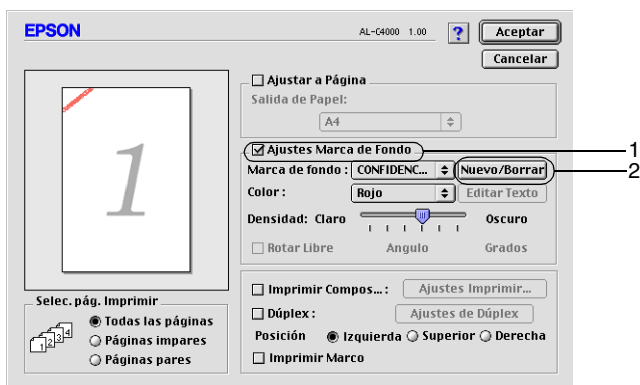 EPSON
AL-C4000 1.00
?
Aceptar
Cancelar
Ajustar a Página
Salida de Papel:
A4
Ajustes Marca de Fondo
1
Marca de fondo : CONFIDENC... Nuevo/Borrar
2
Color : Rojo Editar Texto
Densidad: Claro Oscuro
Rotar Libre Angulo Grados
1
Imprimir Compos...: Ajustes Imprimir...
Dúplex : Ajustes de Dúplex
Posición Izquierda Superior Derecha
Imprimir Marco
Selec. pág. Imprimir
Todas las páginas
Páginas impares
Páginas pares
1 2 3 4